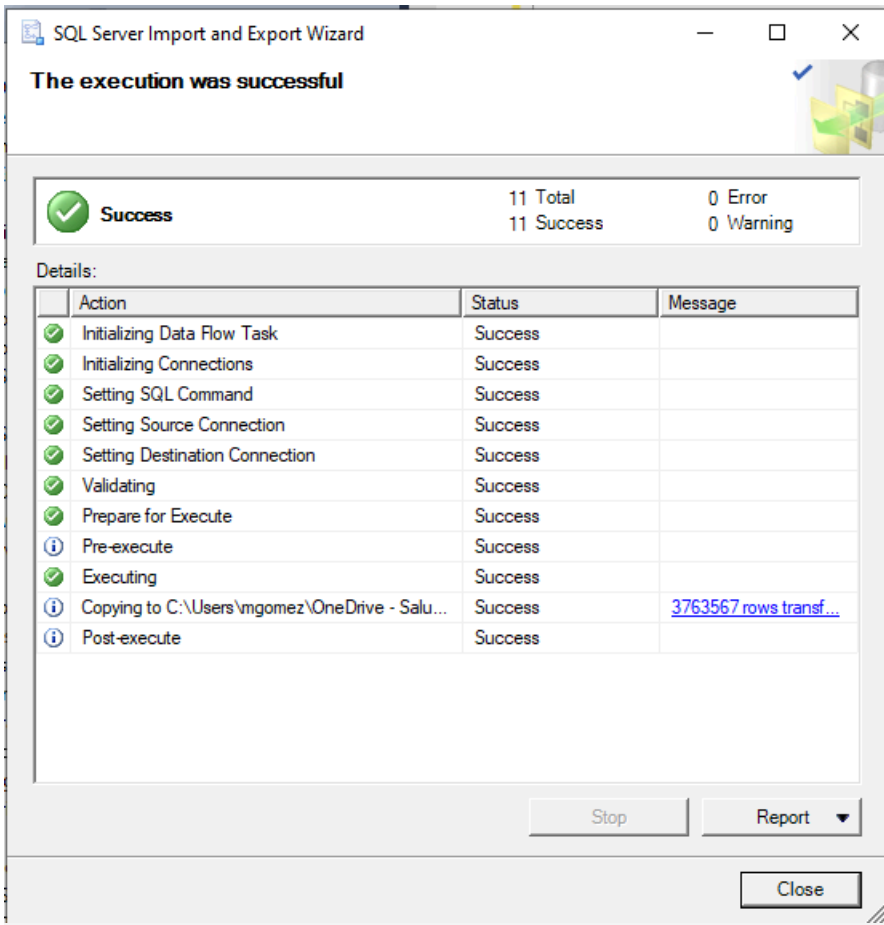 SQL Server Import and Export Wizard
The execution was successful
Success
11 Total
0 Error
11 Success
0 Warning
Details:
Action Status Message
Initializing Data Flow Task Success
Initializing Connections Success
Setting SQL Command Success
Setting Source Connection Success
Setting Destination Connection Success
Validating Success
Prepare for Execute Success
Pre-execute Success
Executing Success
Copying to C:\Users\mgomez\OneDrive - Salu... Success 3763567 rows transf...
Post-execute Success
Stop Report
Close